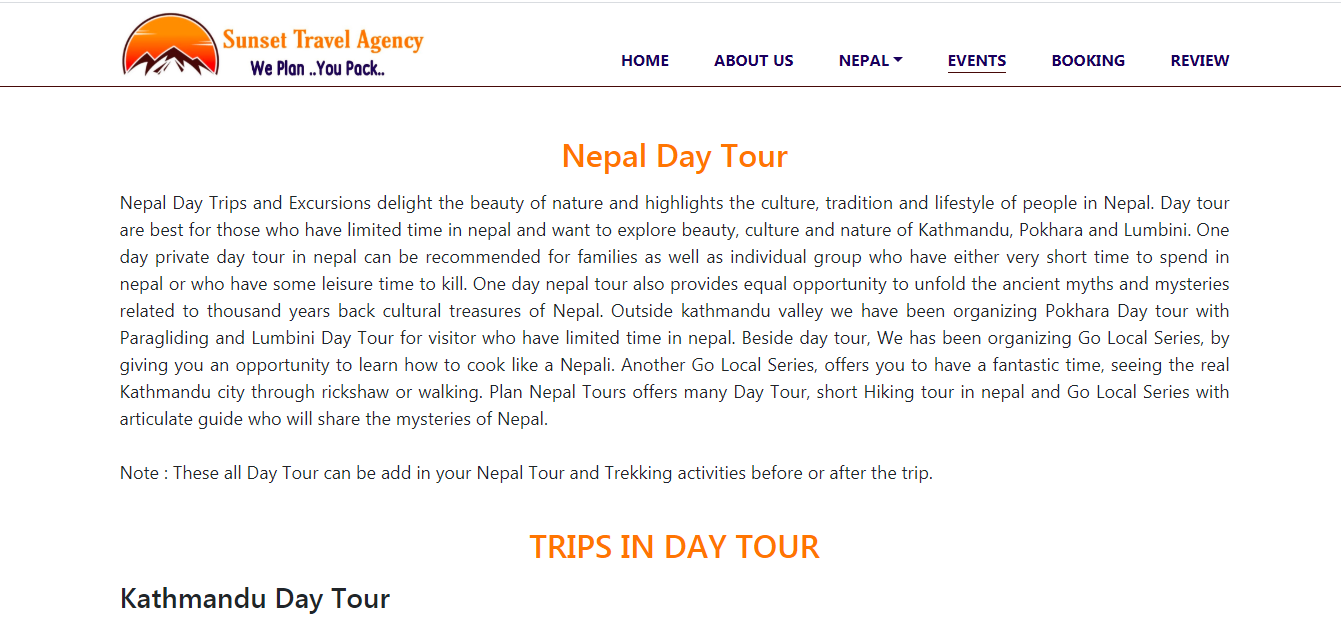 Sunset Travel Agency
We Plan ..You Pack..
HOME ABOUT US NEPAL EVENTS BOOKING REVIEW
Nepal Day Tour
Nepal Day Trips and Excursions delight the beauty of nature and highlights the culture, tradition and lifestyle of people in Nepal. Day tour
are best for those who have limited time in nepal and want to explore beauty, culture and nature of Kathmandu, Pokhara and Lumbini. One
day private day tour in nepal can be recommended for families as well as individual group who have either very short time to spend in
nepal or who have some leisure time to kill. One day nepal tour also provides equal opportunity to unfold the ancient myths and mysteries
related to thousand years back cultural treasures of Nepal. Outside kathmandu valley we have been organizing Pokhara Day tour with
Paragliding and Lumbini Day Tour for visitor who have limited time in nepal. Beside day tour, We has been organizing Go Local Series, by
giving you an opportunity to learn how to cook like a Nepali. Another Go Local Series, offers you to have a fantastic time, seeing the real
Kathmandu city through rickshaw or walking. Plan Nepal Tours offers many Day Tour, short Hiking tour in nepal and Go Local Series with
articulate guide who will share the mysteries of Nepal.
Note : These all Day Tour can be add in your Nepal Tour and Trekking activities before or after the trip.
TRIPS IN DAY TOUR
Kathmandu Day Tour